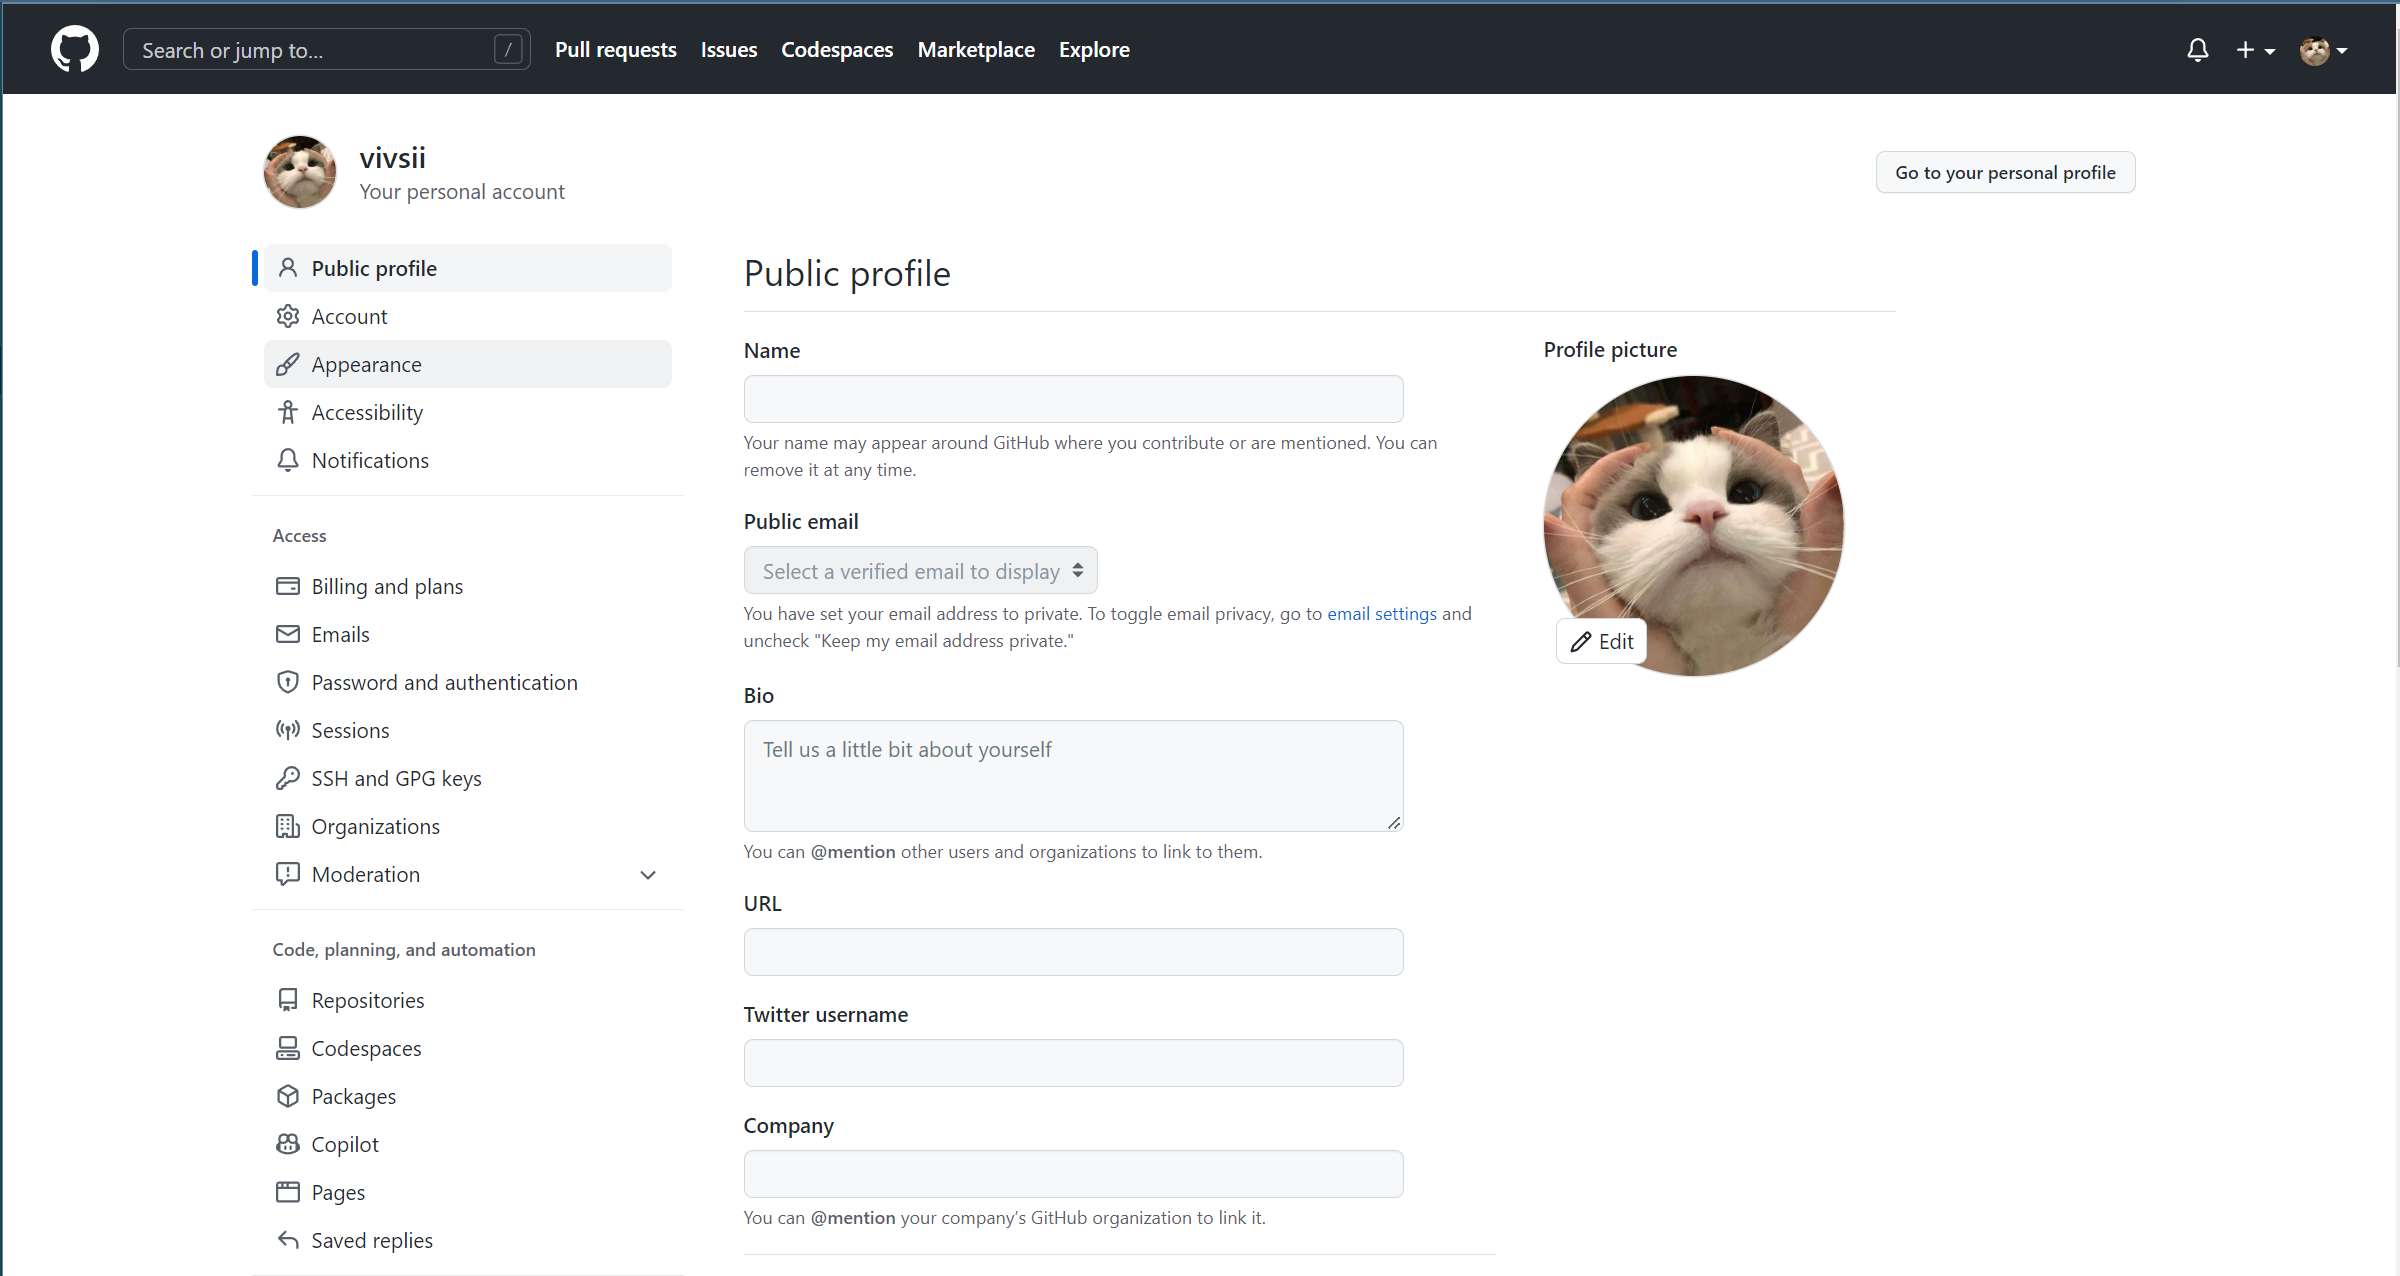 Search or jump to...
/
Pull requests
Issues
Codespaces
Marketplace
Explore
vivsii
Your personal account
Go to your personal profile
Public profile
Account
Appearance
Accessibility
Notifications
Access
Billing and plans
Emails
Password and authentication
Sessions
SSH and GPG keys
Organizations
Moderation
Code, planning, and automation
Repositories
Codespaces
Packages
Copilot
Pages
Saved replies
Public profile
Name
Your name may appear around GitHub where you contribute or are mentioned. You can
remove it at any time.
Public email
Select a verified email to display
You have set your email address to private. To toggle email privacy, go to email settings and
uncheck "Keep my email address private."
Bio
Tell us a little bit about yourself
You can @mention other users and organizations to link to them.
URL
Twitter username
Company
You can @mention your company’s GitHub organization to link it.
Profile picture
Edit